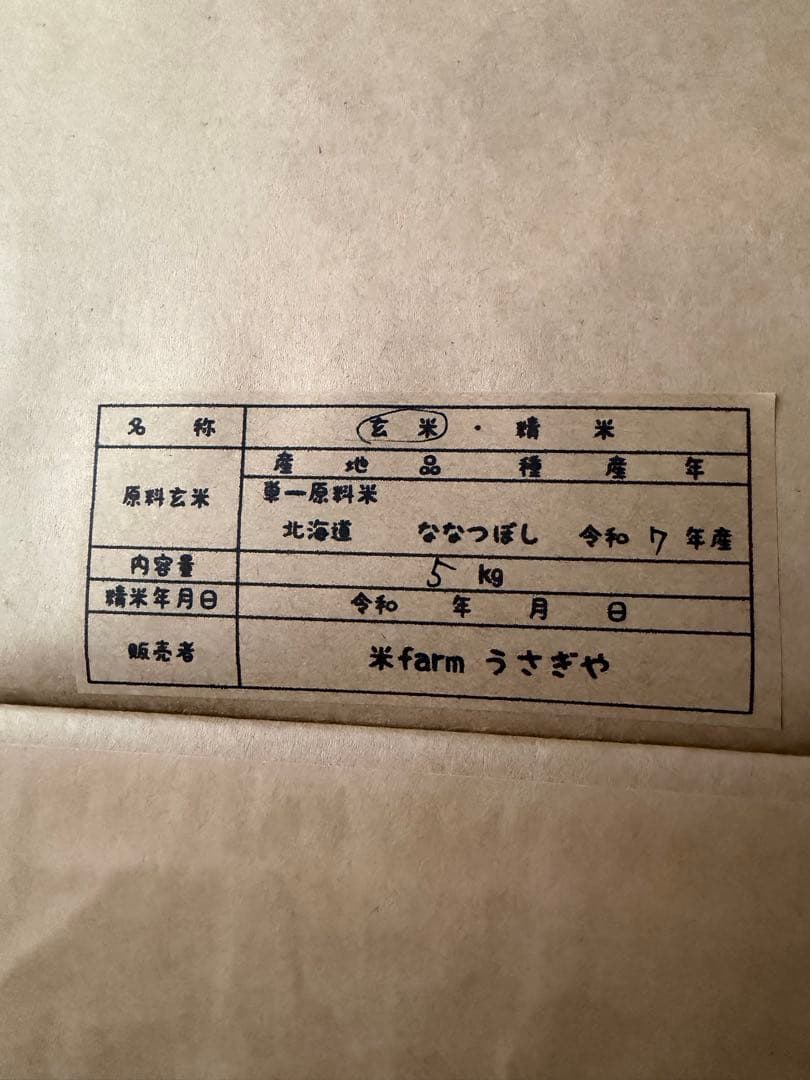 名称 玄米・精米
産地 品種 産年
原料玄米 単一原料米
北海道 ななつぼし 令和7年産
内容量 5 kg
精米年月日 令和 年 月 日
販売者 米farm うさぎや